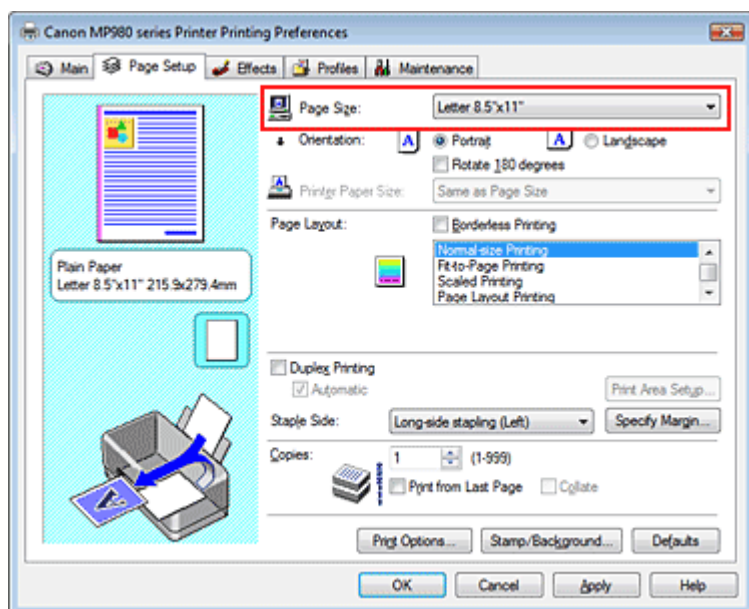 Canon MP980 series Printer Printing Preferences
Main Page Setup Effects Profiles Maintenance
Page Size: Letter 8.5"x11"
Orientation: A Portrait A Landscape
Rotate 180 degrees
Printer Paper Size: Same as Page Size
Page Layout: Borderless Printing
Normal-size Printing
Fit-to-Page Printing
Scaled Printing
Page Layout Printing
Plain Paper
Letter 8.5"x11" 215.9x279.4mm
Duplex Printing
Automatic Print Area Setup...
Staple Side: Long-side stapling (Left) Specify Margin...
Copies: 1 (1-999)
Print from Last Page Collate
Print Options... Stamp/Background... Defaults
OK Cancel Apply Help